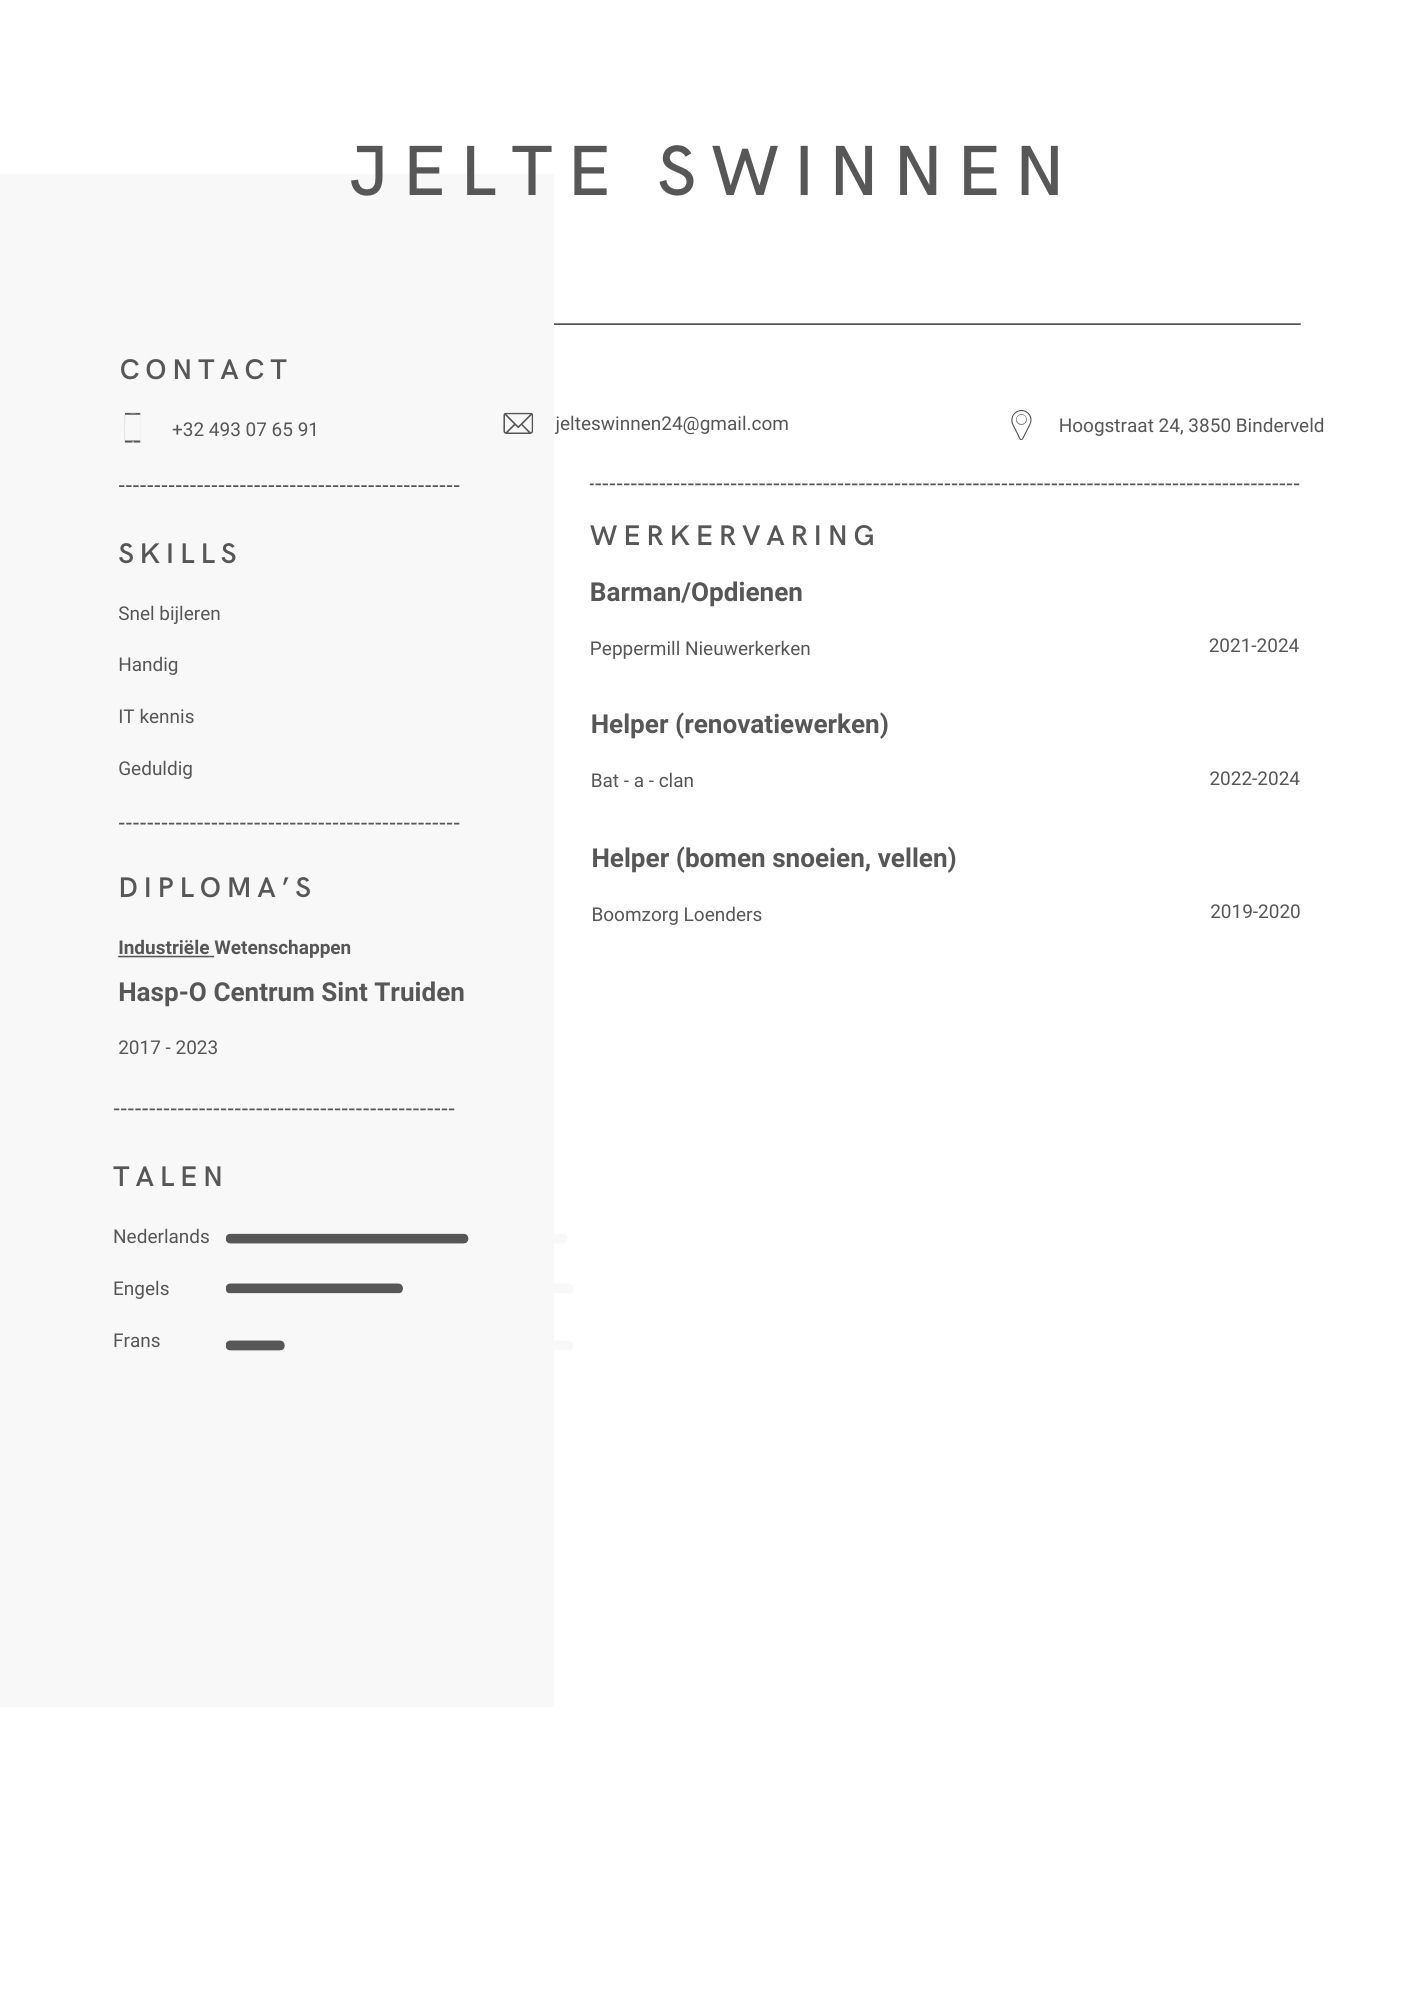 JELTE SWINNEN
CONTACT
+32 493 07 65 91
jelteswinnen24@gmail.com
Hoogstraat 24, 3850 Binderveld
SKILLS
Snel bijleren
Handig
IT kennis
Geduldig
DIPLOMA’S
Industriële Wetenschappen
Hasp-O Centrum Sint Truiden
2017 - 2023
TALEN
Nederlands
Engels
Frans
WERKERVARING
Barman/Opdienen
Peppermill Nieuwerkerken 2021-2024
Helper (renovatiewerken)
Bat - a - clan 2022-2024
Helper (bomen snoeien, vellen)
Boomzorg Loenders 2019-2020